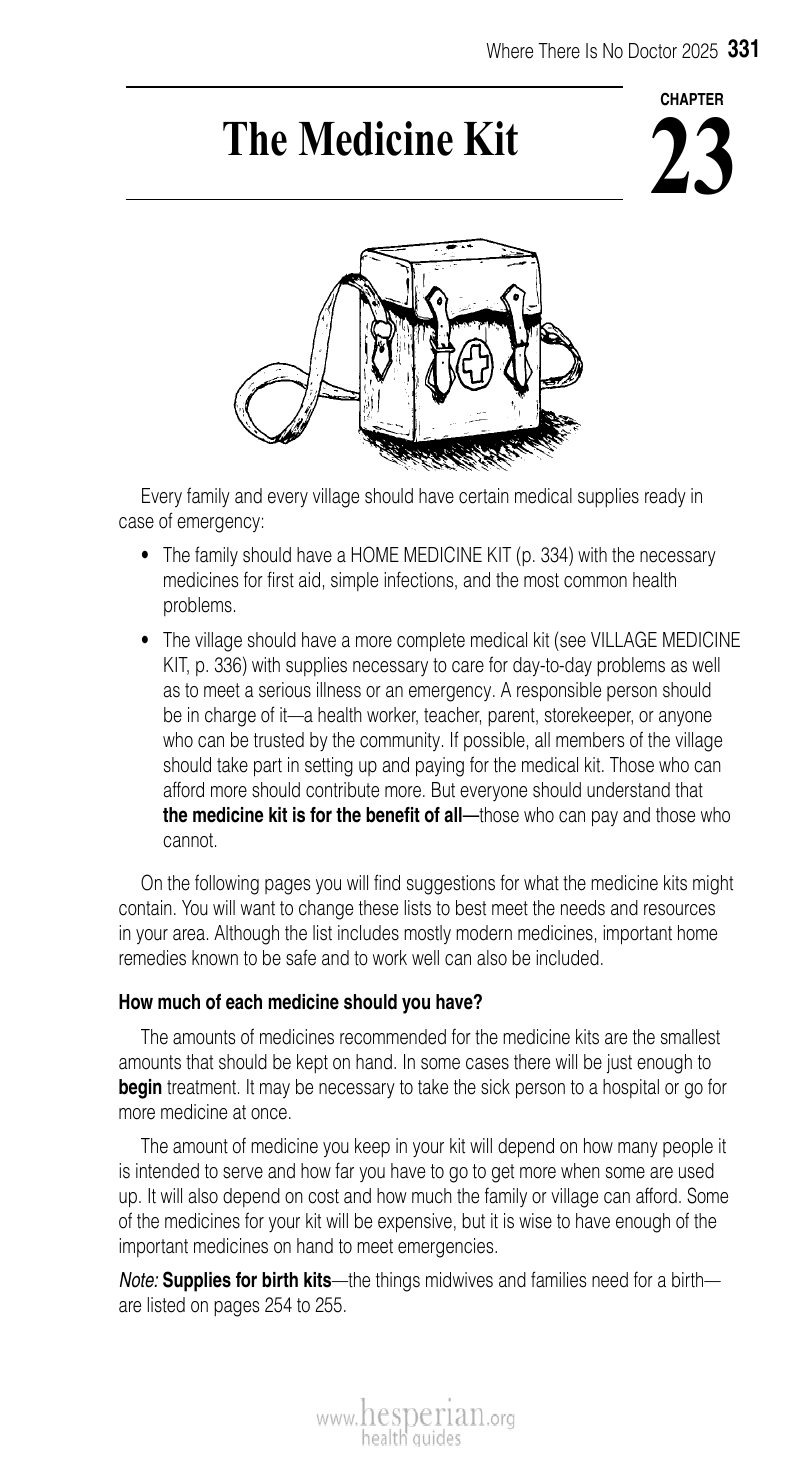 Where There Is No Doctor 2025 331
CHAPTER
The Medicine Kit
23
Every family and every village should have certain medical supplies ready in
case of emergency:
• The family should have a HOME MEDICINE KIT (p. 334) with the necessary
medicines for first aid, simple infections, and the most common health
problems.
• The village should have a more complete medical kit (see VILLAGE MEDICINE
KIT, p. 336) with supplies necessary to care for day-to-day problems as well
as to meet a serious illness or an emergency. A responsible person should
be in charge of it—a health worker, teacher, parent, storekeeper, or anyone
who can be trusted by the community. If possible, all members of the village
should take part in setting up and paying for the medical kit. Those who can
afford more should contribute more. But everyone should understand that
the medicine kit is for the benefit of all—those who can pay and those who
cannot.
On the following pages you will find suggestions for what the medicine kits might
contain. You will want to change these lists to best meet the needs and resources
in your area. Although the list includes mostly modern medicines, important home
remedies known to be safe and to work well can also be included.
How much of each medicine should you have?
The amounts of medicines recommended for the medicine kits are the smallest
amounts that should be kept on hand. In some cases there will be just enough to
begin treatment. It may be necessary to take the sick person to a hospital or go for
more medicine at once.
The amount of medicine you keep in your kit will depend on how many people it
is intended to serve and how far you have to go to get more when some are used
up. It will also depend on cost and how much the family or village can afford. Some
of the medicines for your kit will be expensive, but it is wise to have enough of the
important medicines on hand to meet emergencies.
Note: Supplies for birth kits—the things midwives and families need for a birth—
are listed on pages 254 to 255.
www.hesperian.org
health guides